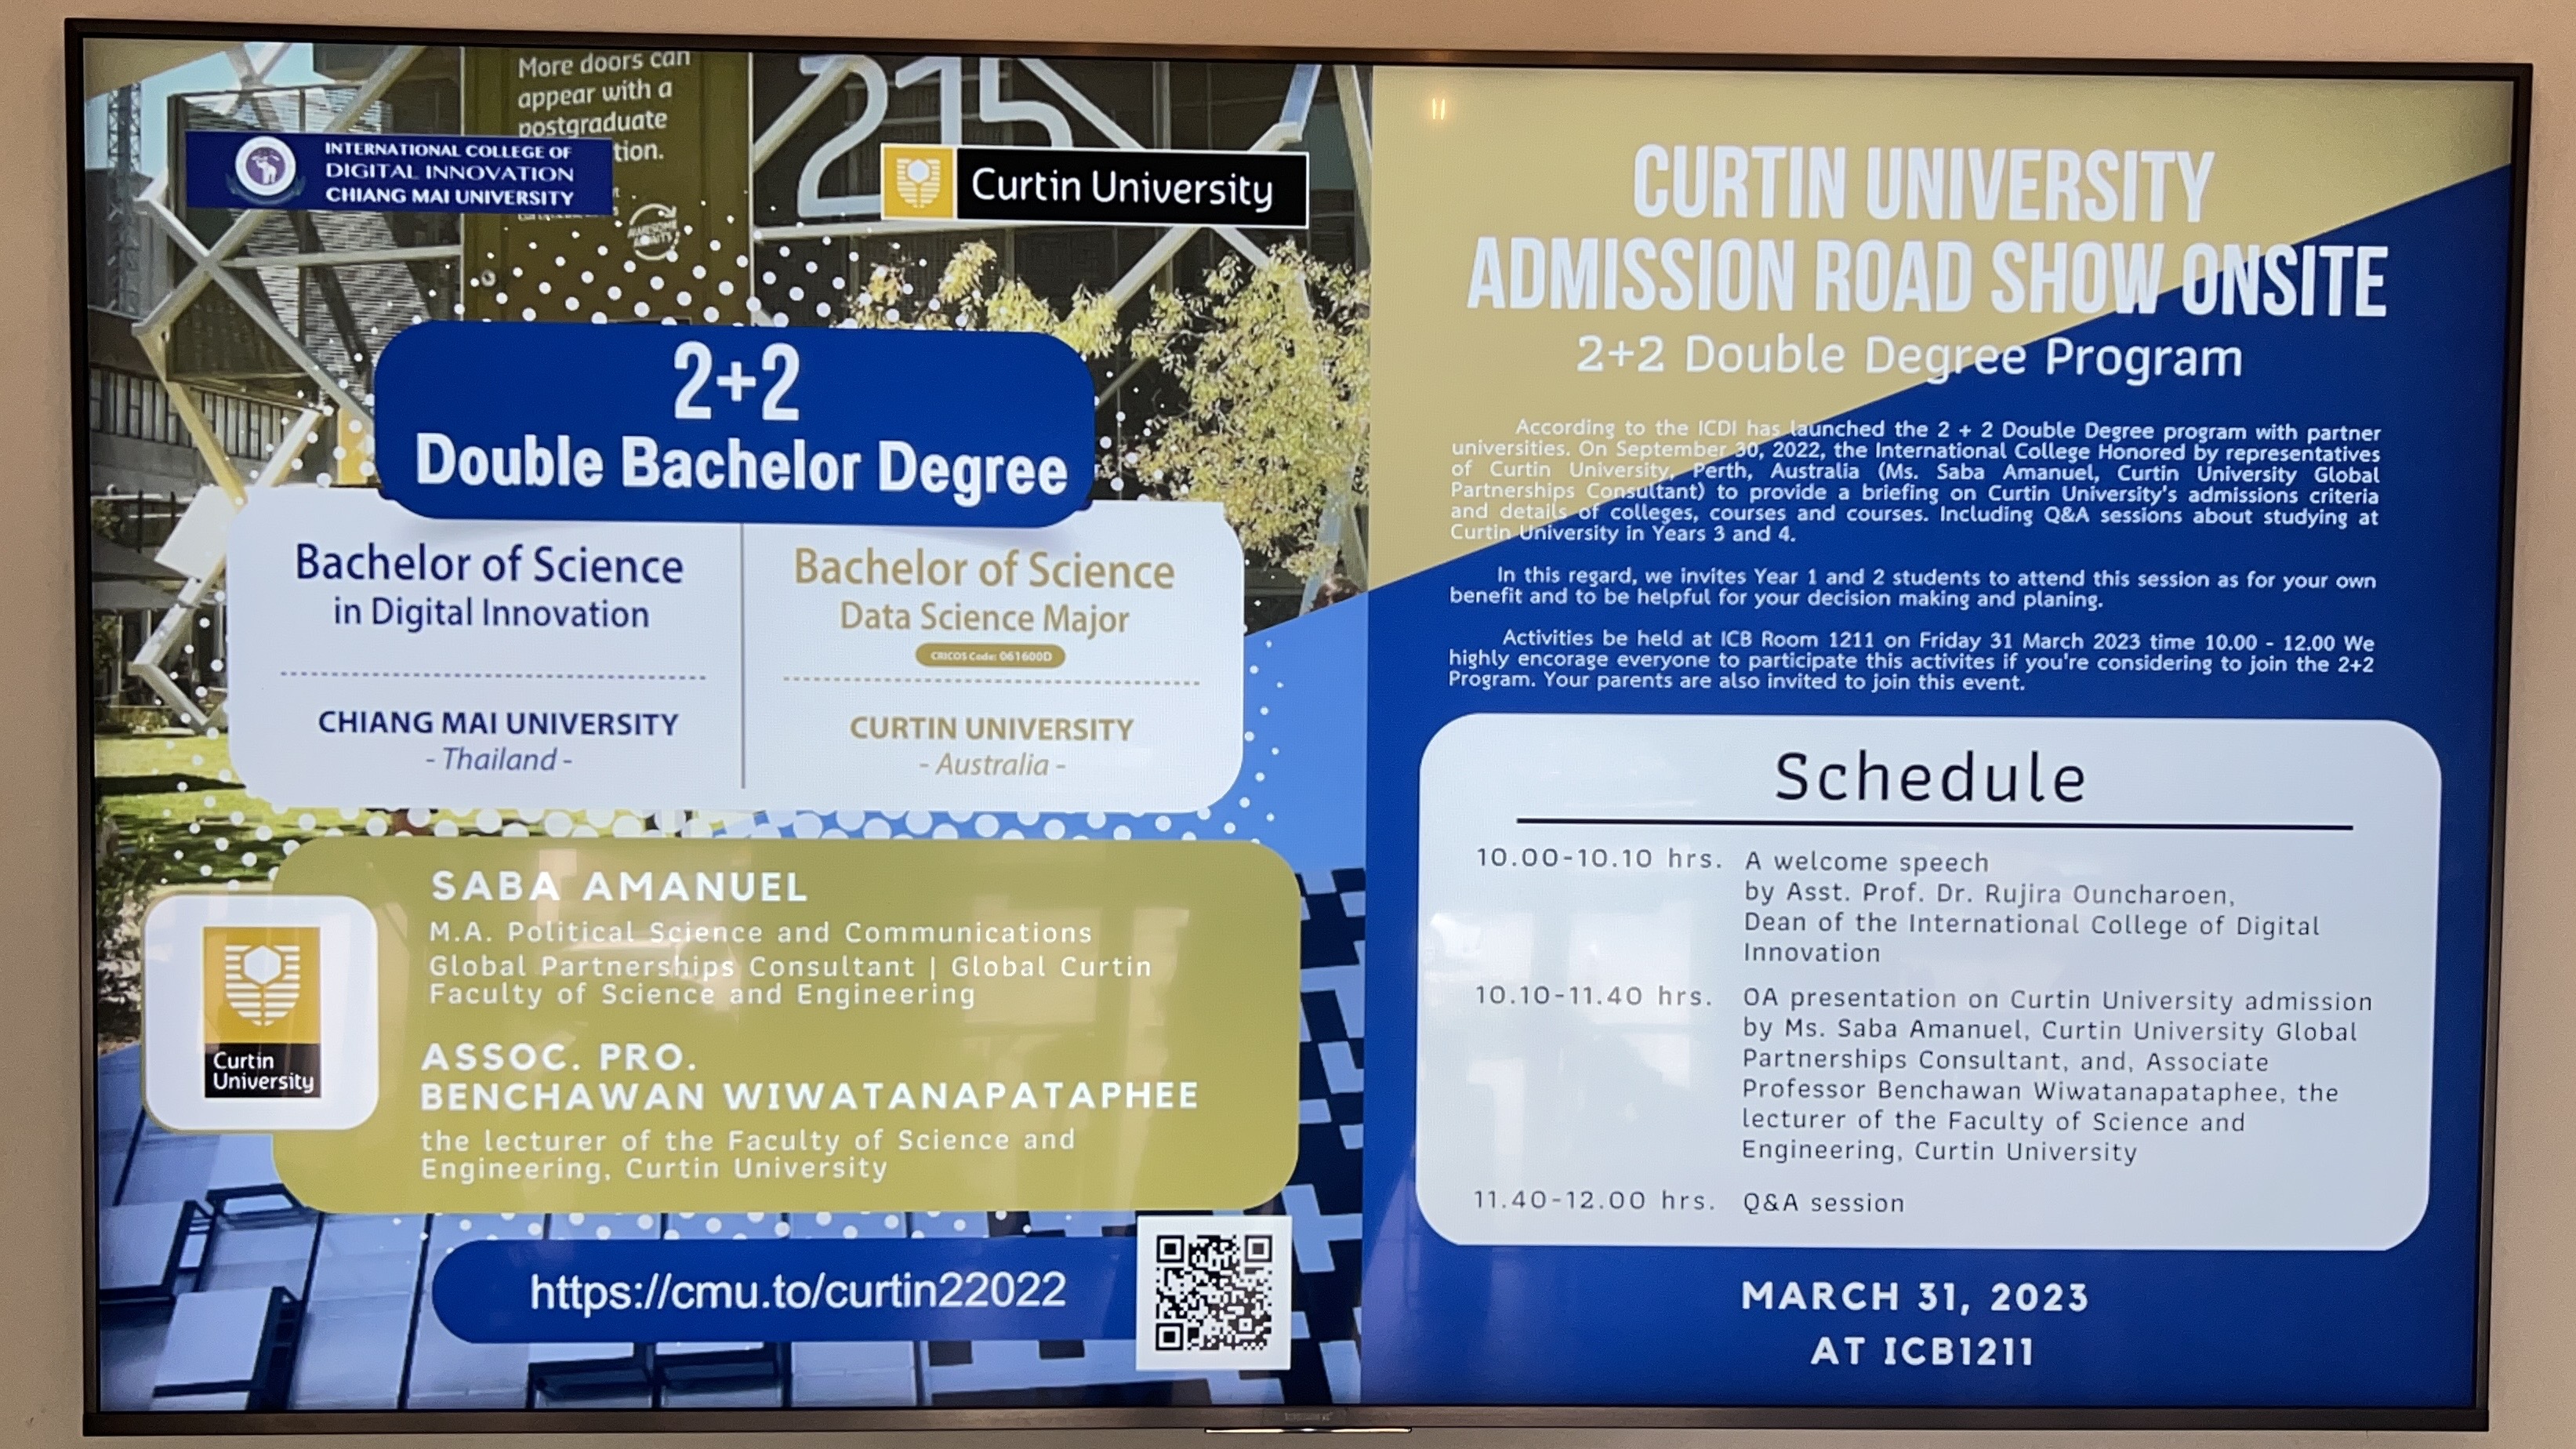 More doors can
appear with a
postgraduate
tion.
215
INTERNATIONAL COLLEGE OF
DIGITAL INNOVATION
CHIANG MAI UNIVERSITY
Curtin University
2+2
Double Bachelor Degree
Bachelor of Science
in Digital Innovation
CHIANG MAI UNIVERSITY
- Thailand -
Bachelor of Science
Data Science Major
CRICOS Code: 061600D
CURTIN UNIVERSITY
- Australia -
Curtin
University
SABA AMANUEL
M.A. Political Science and Communications
Global Partnerships Consultant | Global Curtin
Faculty of Science and Engineering
ASSOC. PRO.
BENCHAWAN WIWATANAPATAPHEE
the lecturer of the Faculty of Science and
Engineering, Curtin University
https://cmu.to/curtin22022
CURTIN UNIVERSITY
ADMISSION ROAD SHOW ONSITE
2+2 Double Degree Program
According to the ICDI has launched the 2 + 2 Double Degree program with partner
universities. On September 30, 2022, the International College Honored by representatives
of Curtin University, Perth, Australia (Ms. Saba Amanuel, Curtin University Global
Partnerships Consultant) to provide a briefing on Curtin University's admissions criteria
and details of colleges, courses and courses. Including Q&A sessions about studying at
Curtin University in Years 3 and 4.
In this regard, we invites Year 1 and 2 students to attend this session as for your own
benefit and to be helpful for your decision making and planing.
Activities be held at ICB Room 1211 on Friday 31 March 2023 time 10.00 - 12.00 We
highly encorage everyone to participate this activites if you're considering to join the 2+2
Program. Your parents are also invited to join this event.
Schedule
10.00-10.10 hrs. A welcome speech
by Asst. Prof. Dr. Rujira Ouncharoen,
Dean of the International College of Digital
Innovation
10.10-11.40 hrs. OA presentation on Curtin University admission
by Ms. Saba Amanuel, Curtin University Global
Partnerships Consultant, and, Associate
Professor Benchawan Wiwatanapataphee, the
lecturer of the Faculty of Science and
Engineering, Curtin University
11.40-12.00 hrs. Q&A session
MARCH 31, 2023
AT ICB1211